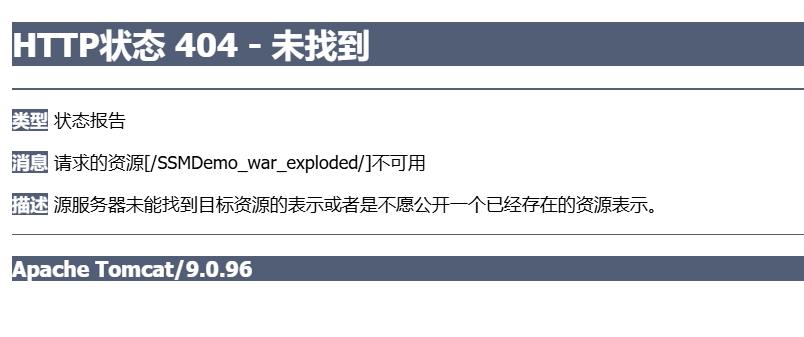 HTTP状态 404 - 未找到
类型 状态报告
消息 请求的资源[/SSMDemo_war_exploded/]不可用
描述 源服务器未能找到目标资源的表示或者是不愿公开一个已经存在的资源表示。
Apache Tomcat/9.0.96